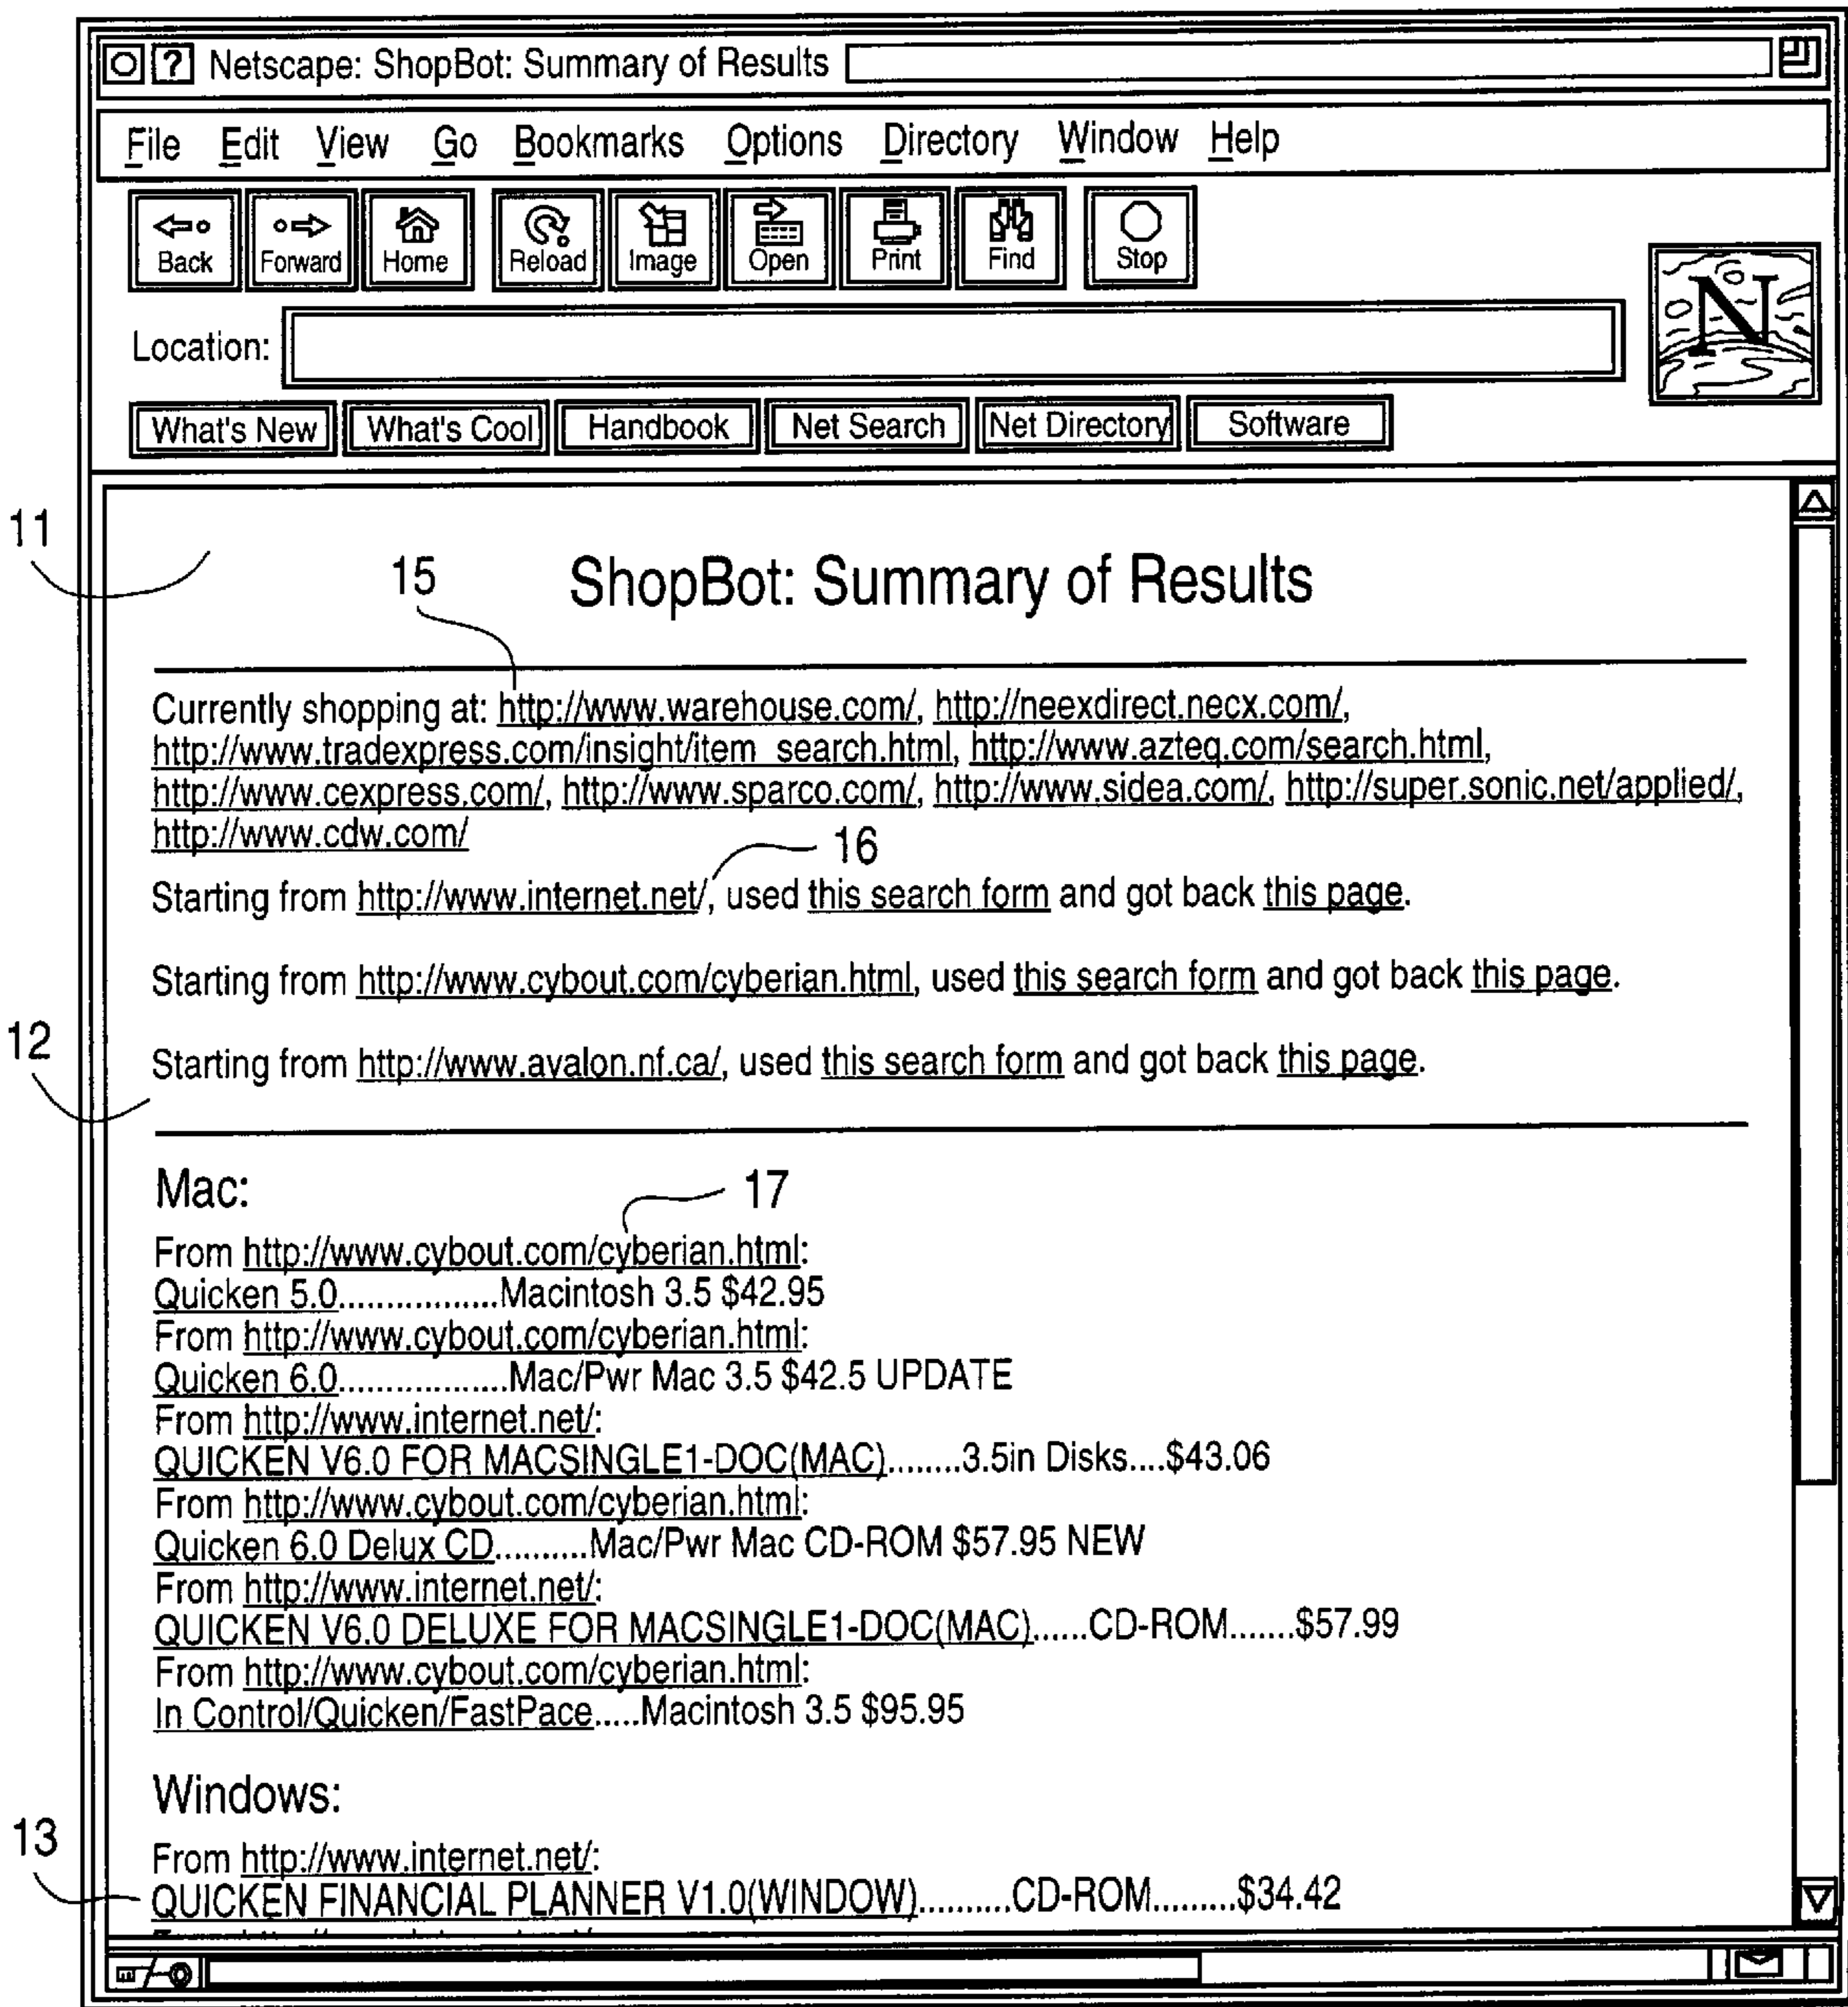 Netscape: ShopBot: Summary of Results
File Edit View Go Bookmarks Options Directory Window Help
Back Forward Home Reload Image Open Print Find Stop
N
Location:
What's New What's Cool Handbook Net Search Net Directory Software
11
15
ShopBot: Summary of Results
Currently shopping at: http://www.warehouse.com/, http://neexdirect.necx.com/,
http://www.tradexpress.com/insight/item_search.html, http://www.azteq.com/search.html,
http://www.cexpress.com/, http://www.sparco.com/, http://www.sidea.com/, http://super.sonic.net/applied/,
http://www.cdw.com/
16
Starting from http://www.internet.net/, used this search form and got back this page.
Starting from http://www.cybout.com/cyberian.html, used this search form and got back this page.
12
Starting from http://www.avalon.nf.ca/, used this search form and got back this page.
Mac:
17
From http://www.cybout.com/cyberian.html:
Quicken 5.0.................Macintosh 3.5 $42.95
From http://www.cybout.com/cyberian.html:
Quicken 6.0..................Mac/Pwr Mac 3.5 $42.5 UPDATE
From http://www.internet.net/:
QUICKEN V6.0 FOR MACSINGLE1-DOC(MAC)........3.5in Disks....$43.06
From http://www.cybout.com/cyberian.html:
Quicken 6.0 Delux CD..........Mac/Pwr Mac CD-ROM $57.95 NEW
From http://www.internet.net/:
QUICKEN V6.0 DELUXE FOR MACSINGLE1-DOC(MAC)......CD-ROM.......$57.99
From http://www.cybout.com/cyberian.html:
In Control/Quicken/FastPace.....Macintosh 3.5 $95.95
Windows:
13
From http://www.internet.net/:
QUICKEN FINANCIAL PLANNER V1.0(WINDOW)..........CD-ROM.........$34.42